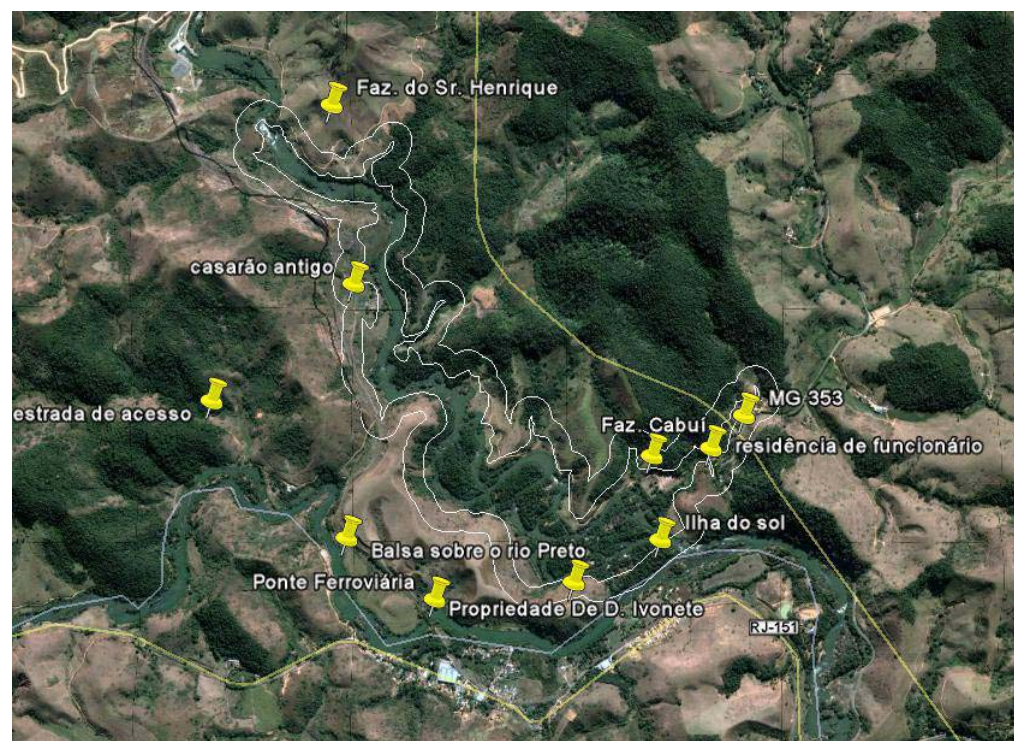 Faz. do Sr. Henrique
casarão antigo
estrada de acesso
MG 353
Faz. Cabuí
residência de funcionário
Ilha do sol
Balsa sobre o rio Preto
Ponte Ferroviária
Propriedade De D. Ivonete
RJ-151